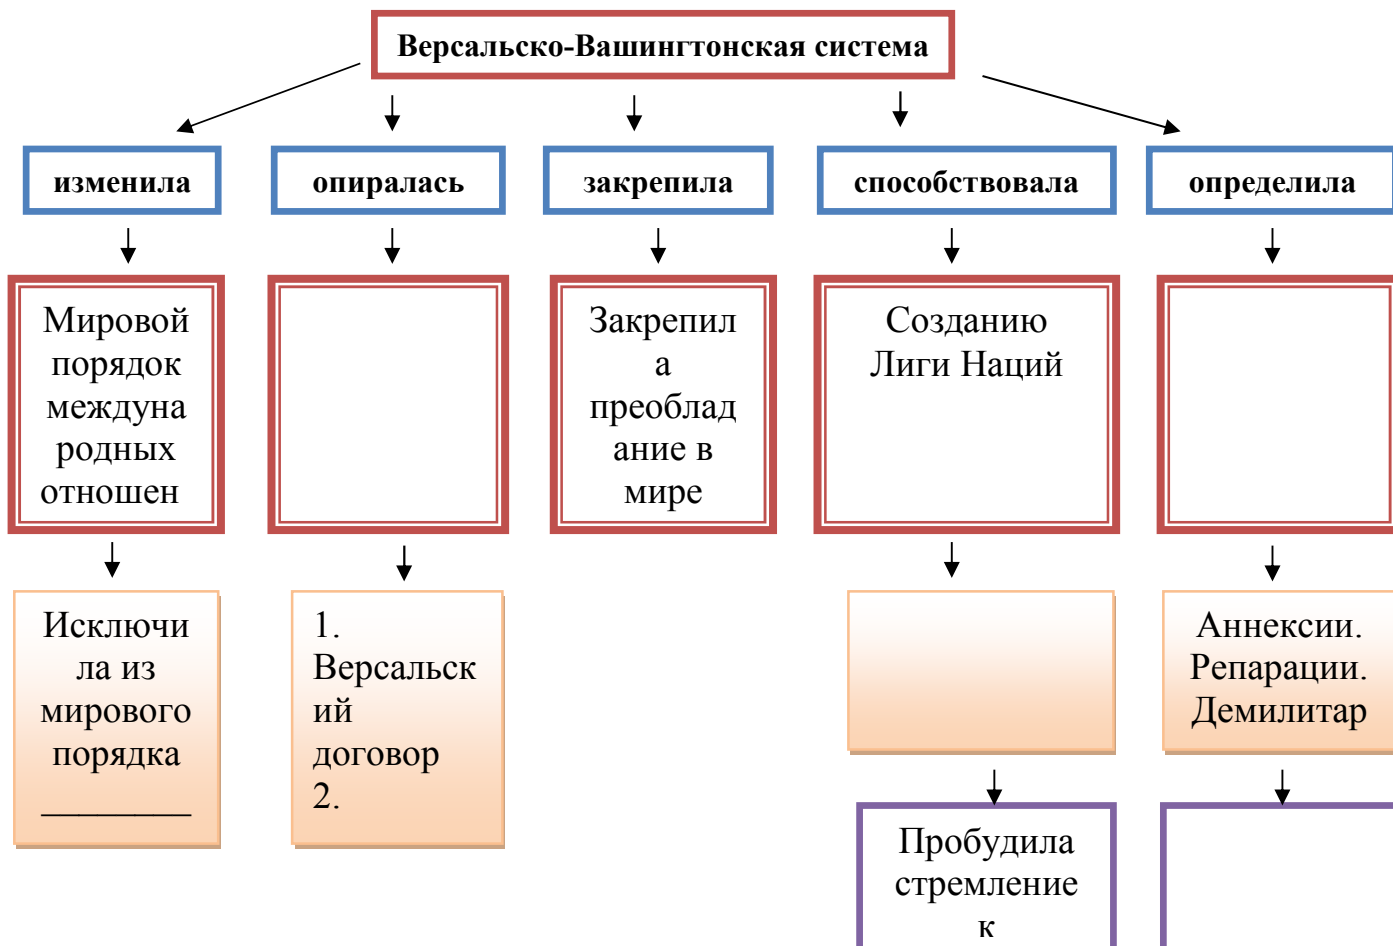 Версальско-Вашингтонская система
изменила
опиралась
закрепила
способствовала
определила
Мировой
порядок
междуна
родных
отношен
Закрепил
а
преоблад
ание в
мире
Созданию
Лиги Наций
Исключи
ла из
мирового
порядка
________
1.
Версальск
ий
договор
2.
Аннексии.
Репарации.
Демилитар
Пробудила
стремление
к